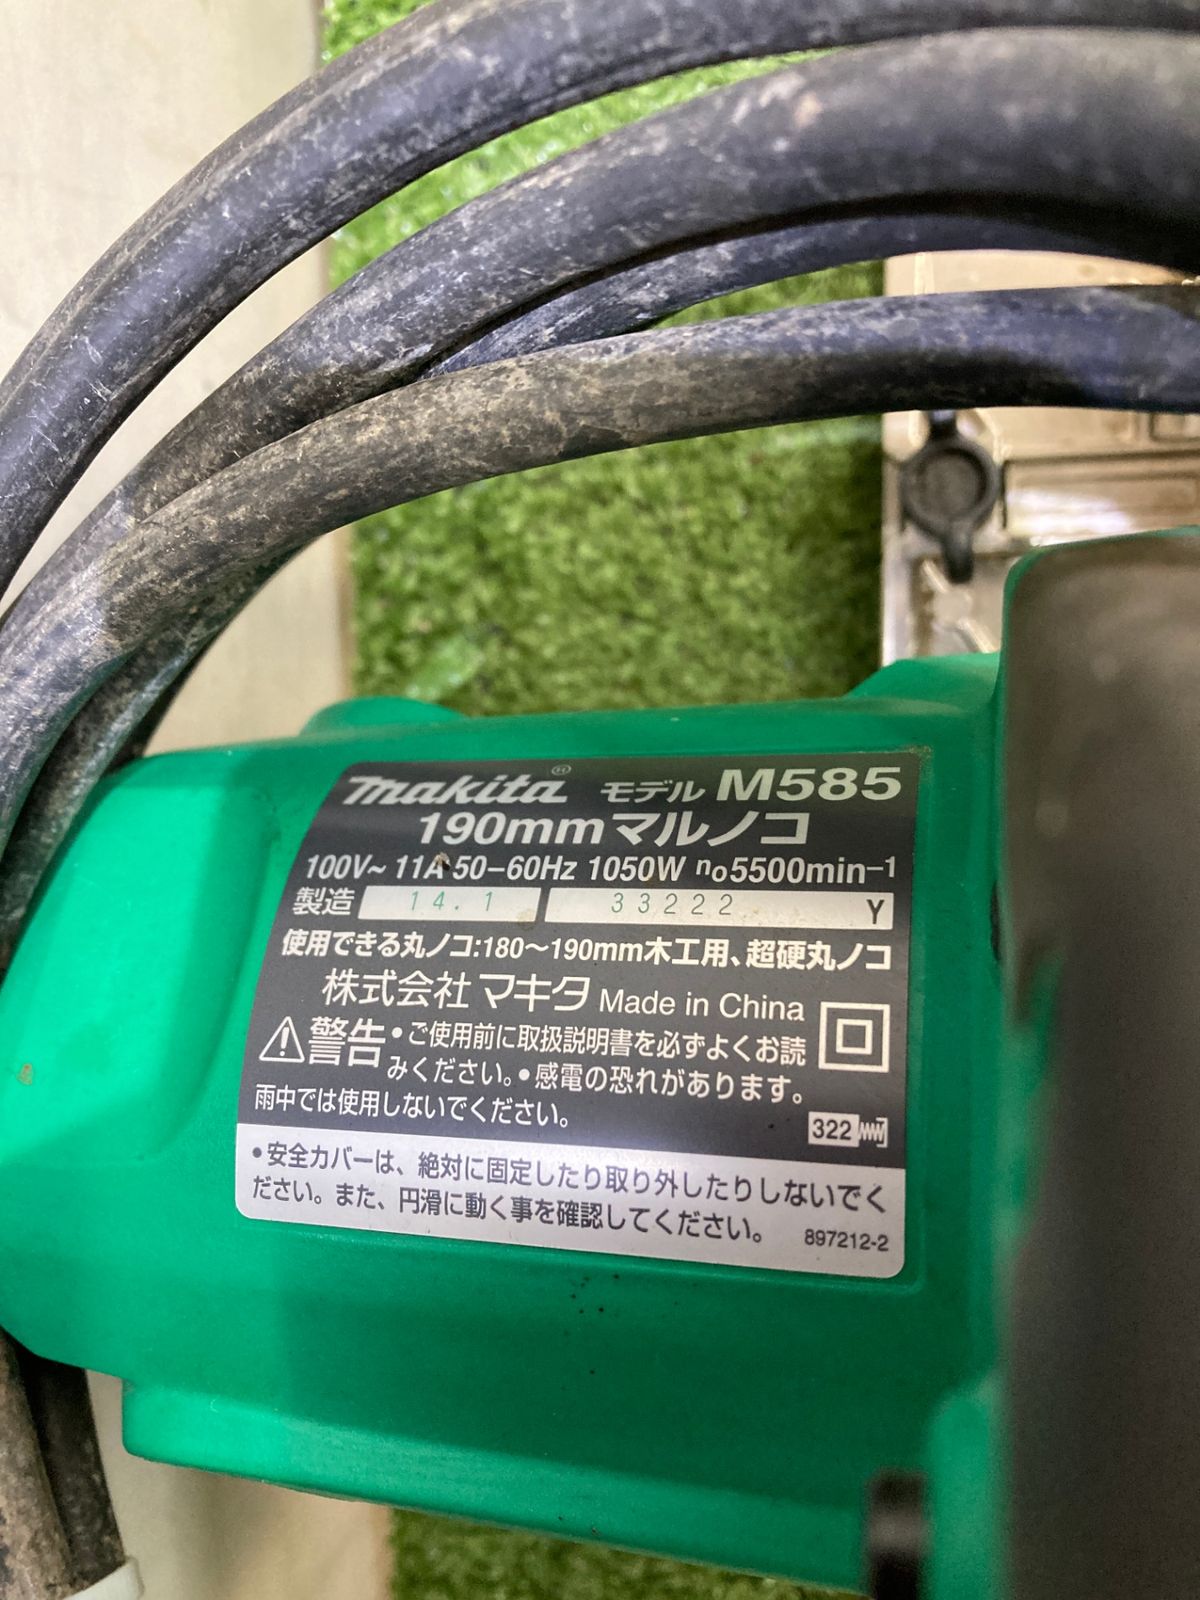 makita® モデル M585
190mmマルノコ
100V~ 11A 50-60Hz 1050W n₀5500min⁻¹
製造 14.1 33222 Y
使用できる丸ノコ:180〜190mm木工用、超硬丸ノコ
株式会社 マキタ Made in China
⚠警告 •ご使用前に取扱説明書を必ずよくお読
みください。•感電の恐れがあります。
雨中では使用しないでください。
322
•安全カバーは、絶対に固定したり取り外したりしないでく
ださい。また、円滑に動く事を確認してください。 897212-2